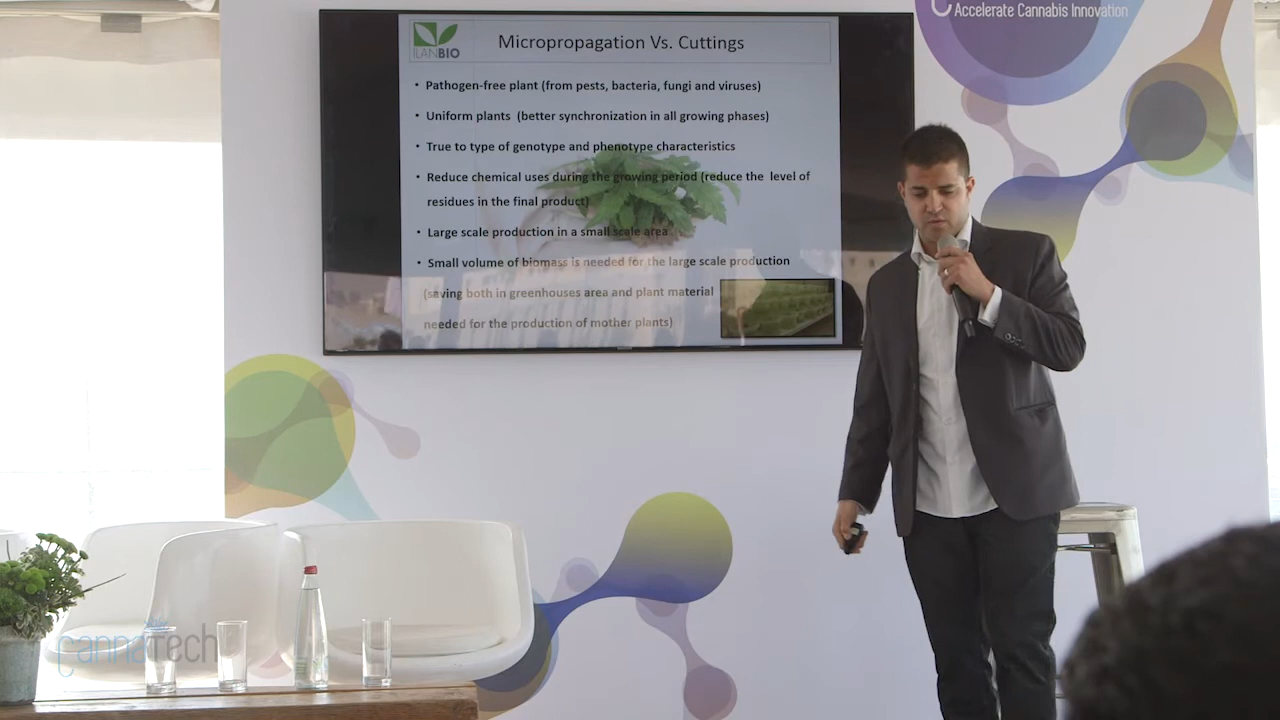 Accelerate Cannabis Innovation
ILANBIO
Micropropagation Vs. Cuttings
• Pathogen-free plant (from pests, bacteria, fungi and viruses)
• Uniform plants (better synchronization in all growing phases)
• True to type of genotype and phenotype characteristics
• Reduce chemical uses during the growing period (reduce the level of
residues in the final product)
• Large scale production in a small scale area
• Small volume of biomass is needed for the large scale production
(saving both in greenhouses area and plant material
needed for the production of mother plants)
cannaTech